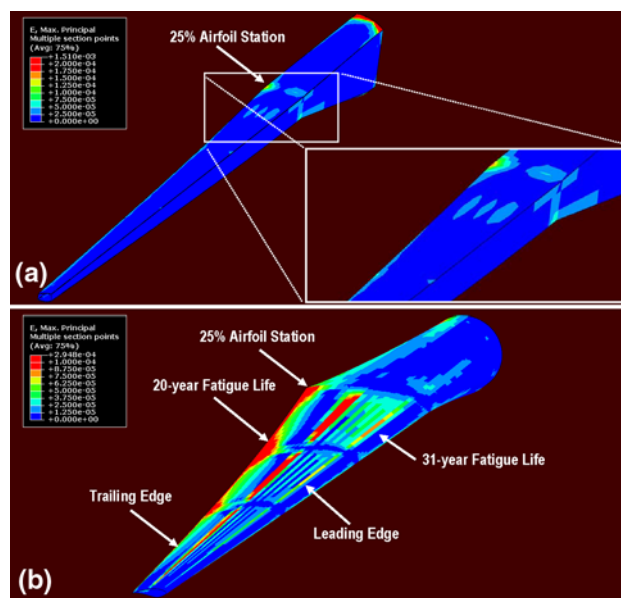 (a)
E, Max. Principal
Multiple section points
(Avg: 75%)
+1.510e-03
+2.000e-04
+1.750e-04
+1.500e-04
+1.250e-04
+1.000e-04
+7.500e-05
+5.000e-05
+2.500e-05
+0.000e+00
25% Airfoil Station
(b)
E, Max. Principal
Multiple section points
(Avg: 75%)
+2.948e-04
+1.000e-04
+8.750e-05
+7.500e-05
+6.250e-05
+5.000e-05
+3.750e-05
+2.500e-05
+1.250e-05
+0.000e+00
25% Airfoil Station
20-year Fatigue Life
31-year Fatigue Life
Trailing Edge
Leading Edge